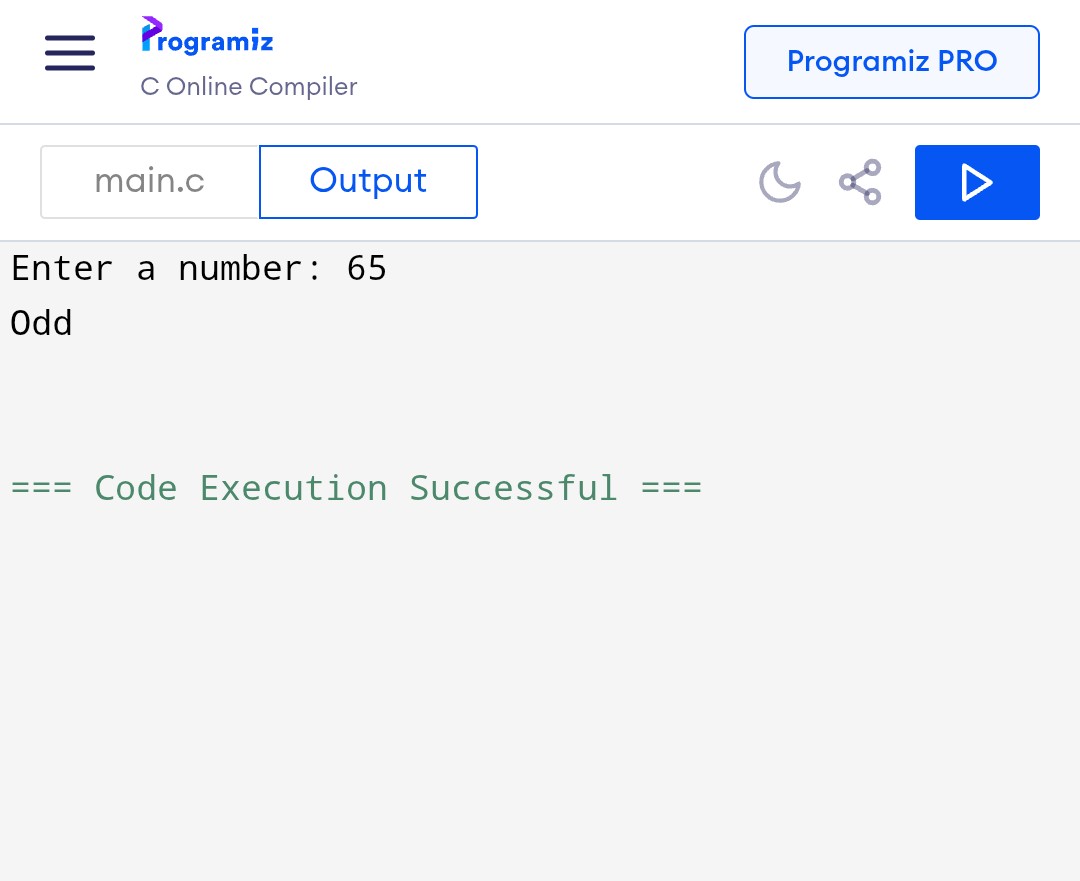 Programiz
C Online Compiler
Programiz PRO
main.c
Output
Enter a number: 65
Odd
=== Code Execution Successful ===